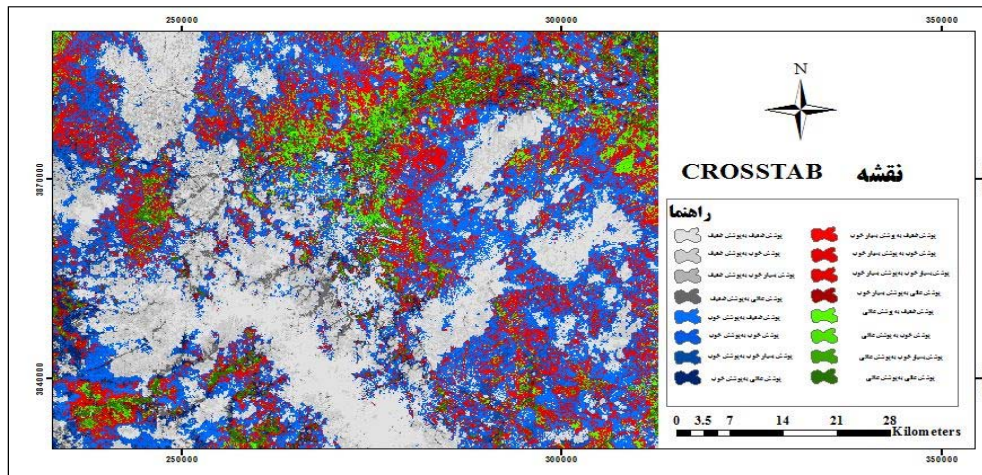 250000 300000 350000
N
نقشه CROSSTAB
3870000 3870000
راهنما
پوشش ضعیف به پوشش ضعیف
پوشش خوب به پوشش ضعیف
پوشش بسیار خوب به پوشش ضعیف
پوشش عالی به پوشش ضعیف
پوشش ضعیف به پوشش خوب
پوشش خوب به پوشش خوب
پوشش بسیار خوب به پوشش خوب
پوشش عالی به پوشش خوب
پوشش ضعیف به پوشش بسیار خوب
پوشش خوب به پوشش بسیار خوب
پوشش بسیار خوب به پوشش بسیار خوب
پوشش عالی به پوشش بسیار خوب
پوشش ضعیف به پوشش عالی
پوشش خوب به پوشش عالی
پوشش بسیار خوب به پوشش عالی
پوشش عالی به پوشش عالی
3840000 3840000
0 3.5 7 14 21 28
Kilometers
250000 300000 350000